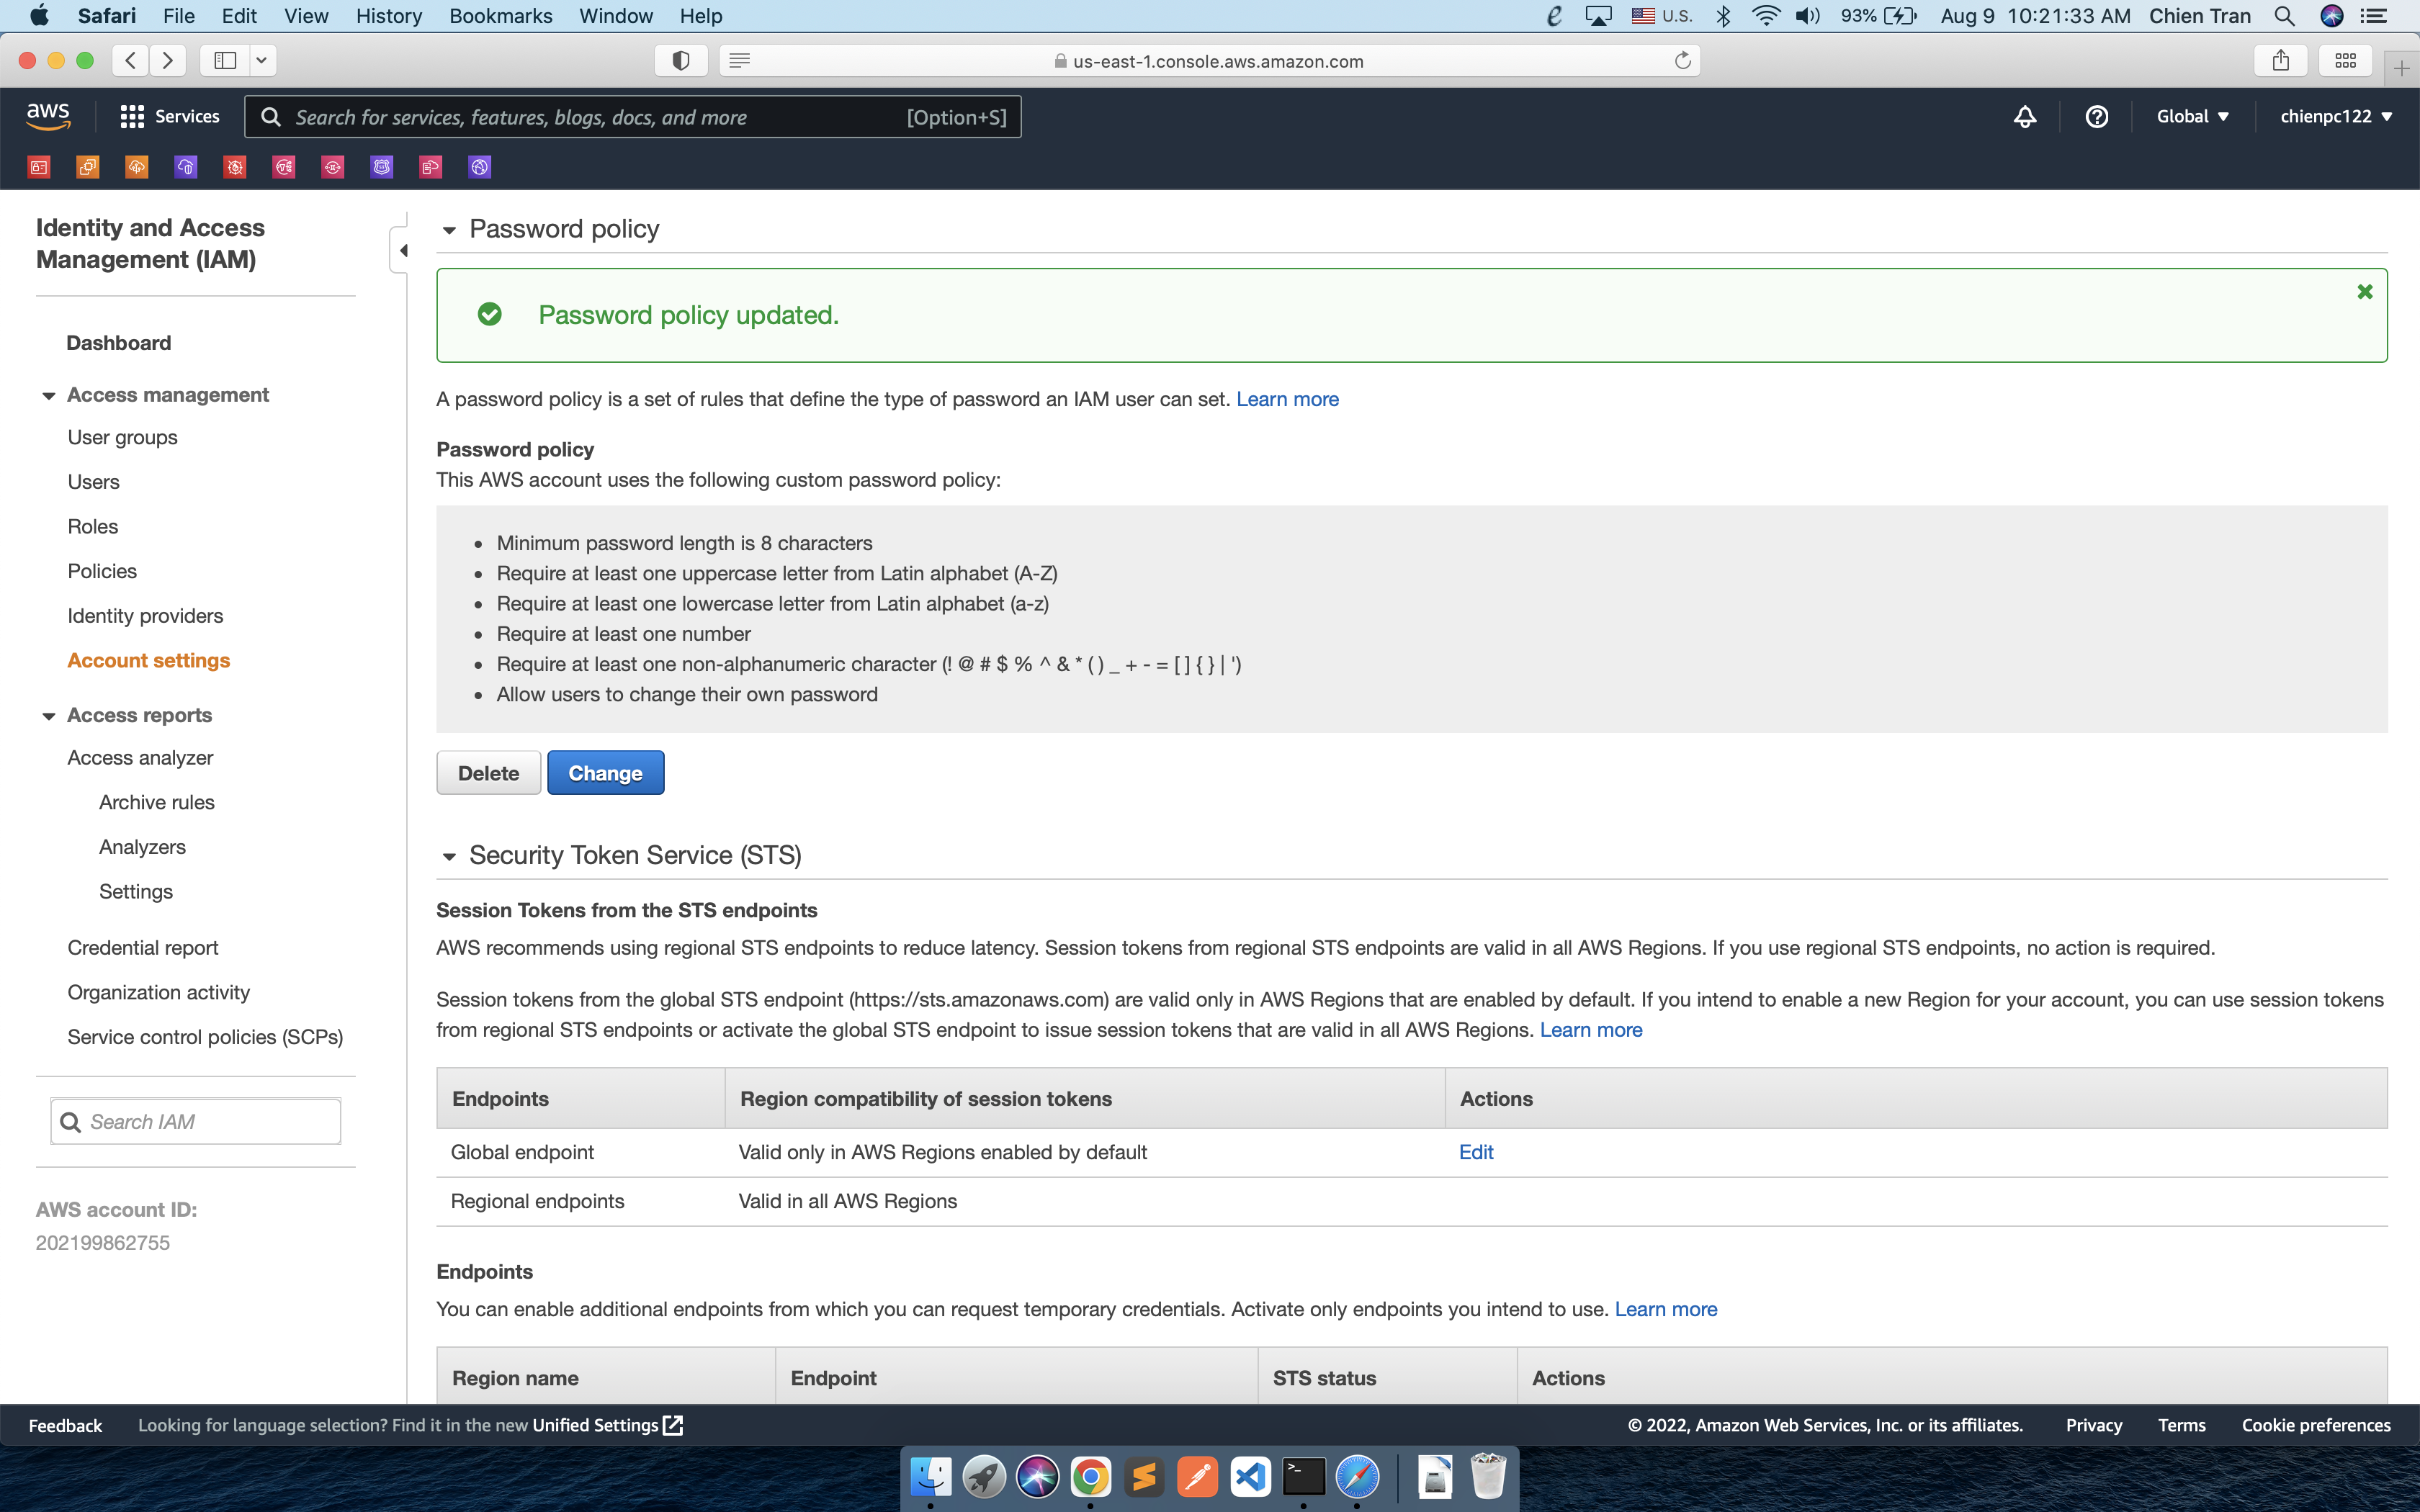 Safari File Edit View History Bookmarks Window Help U.S. 93% Aug 9 10:21:33 AM Chien Tran
us-east-1.console.aws.amazon.com
aws Services Search for services, features, blogs, docs, and more [Option+S] Global chienpc122
Identity and Access
Management (IAM)
Dashboard
Access management
User groups
Users
Roles
Policies
Identity providers
Account settings
Access reports
Access analyzer
Archive rules
Analyzers
Settings
Credential report
Organization activity
Service control policies (SCPs)
Search IAM
AWS account ID:
202199862755
Password policy
Password policy updated.
A password policy is a set of rules that define the type of password an IAM user can set. Learn more
Password policy
This AWS account uses the following custom password policy:
• Minimum password length is 8 characters
• Require at least one uppercase letter from Latin alphabet (A-Z)
• Require at least one lowercase letter from Latin alphabet (a-z)
• Require at least one number
• Require at least one non-alphanumeric character (! @ # $ % ^ & * ( ) _ + - = [ ] { } | ')
• Allow users to change their own password
Delete Change
Security Token Service (STS)
Session Tokens from the STS endpoints
AWS recommends using regional STS endpoints to reduce latency. Session tokens from regional STS endpoints are valid in all AWS Regions. If you use regional STS endpoints, no action is required.
Session tokens from the global STS endpoint (https://sts.amazonaws.com) are valid only in AWS Regions that are enabled by default. If you intend to enable a new Region for your account, you can use session tokens
from regional STS endpoints or activate the global STS endpoint to issue session tokens that are valid in all AWS Regions. Learn more
Endpoints Region compatibility of session tokens Actions
Global endpoint Valid only in AWS Regions enabled by default Edit
Regional endpoints Valid in all AWS Regions
Endpoints
You can enable additional endpoints from which you can request temporary credentials. Activate only endpoints you intend to use. Learn more
Region name Endpoint STS status Actions
Feedback Looking for language selection? Find it in the new Unified Settings © 2022, Amazon Web Services, Inc. or its affiliates. Privacy Terms Cookie preferences